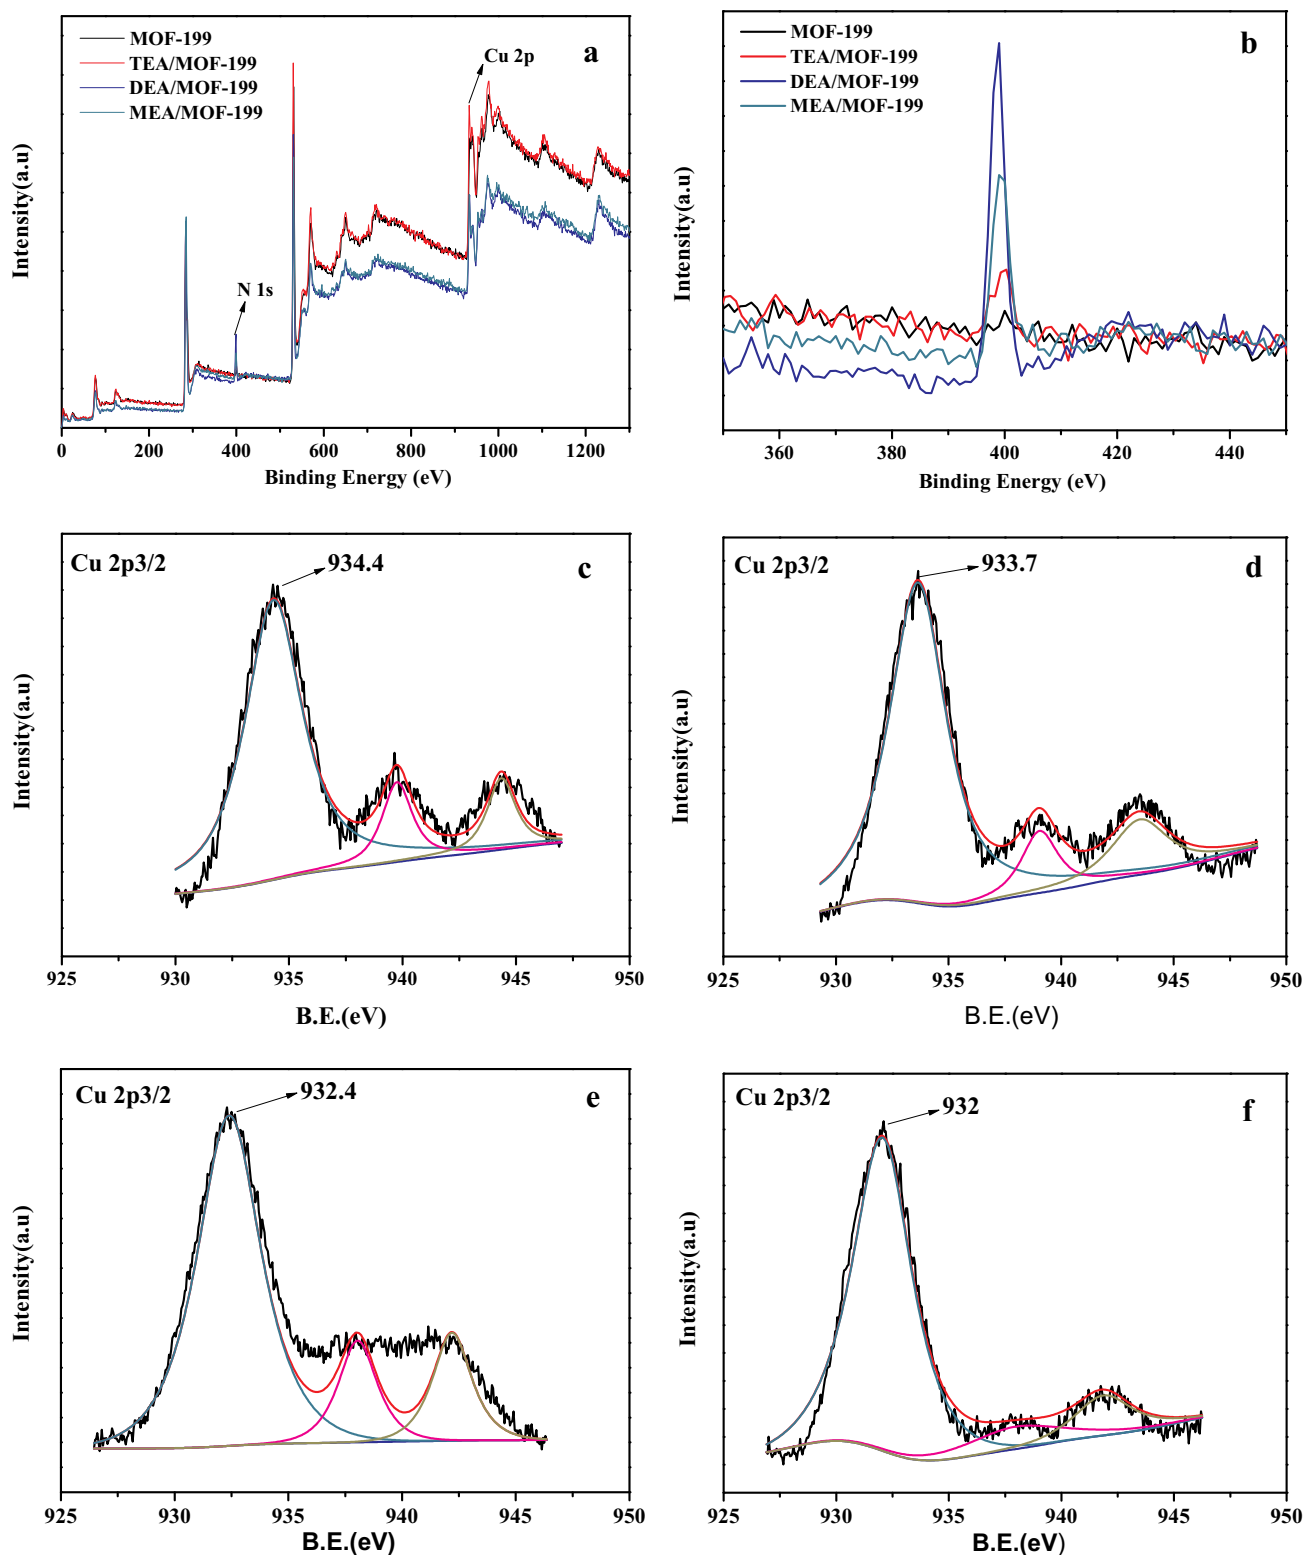 MOF-199
TEA/MOF-199
DEA/MOF-199
MEA/MOF-199
a
Cu 2p
N 1s
Intensity(a.u)
0 200 400 600 800 1000 1200
Binding Energy (eV)
MOF-199
TEA/MOF-199
DEA/MOF-199
MEA/MOF-199
b
Intensity(a.u)
360 380 400 420 440
Binding Energy (eV)
Cu 2p3/2
934.4
c
Intensity(a.u)
925 930 935 940 945 950
B.E.(eV)
Cu 2p3/2
933.7
d
Intensity(a.u)
925 930 935 940 945 950
B.E.(eV)
Cu 2p3/2
932.4
e
Intensity(a.u)
925 930 935 940 945 950
B.E.(eV)
Cu 2p3/2
932
f
Intensity(a.u)
925 930 935 940 945 950
B.E.(eV)